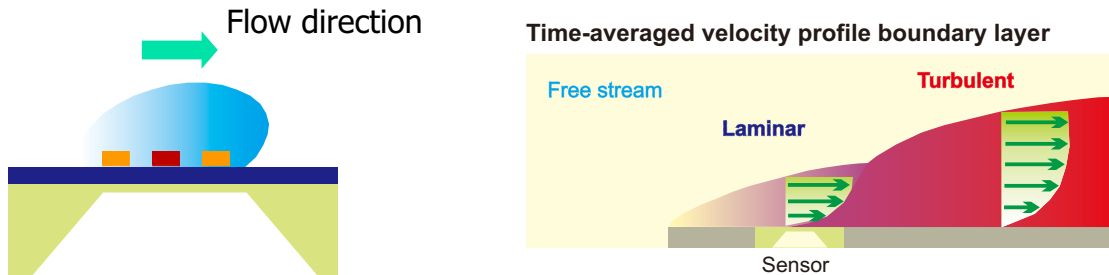 Flow direction
Time-averaged velocity profile boundary layer
Free stream
Turbulent
Laminar
Sensor